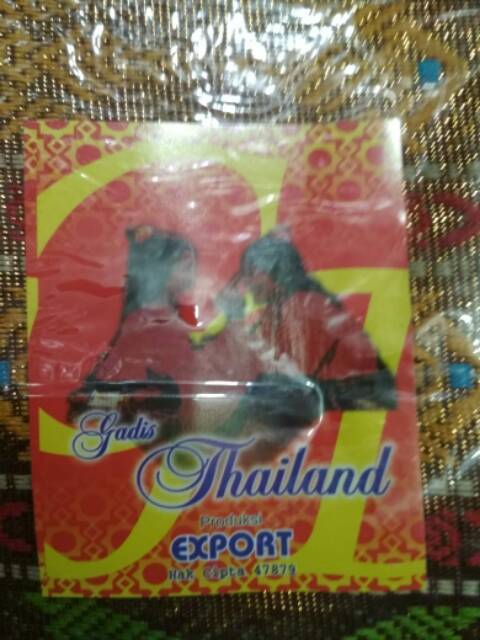 Gadis
Thailand
Produksi
EXPORT
Hak Cipta 47879